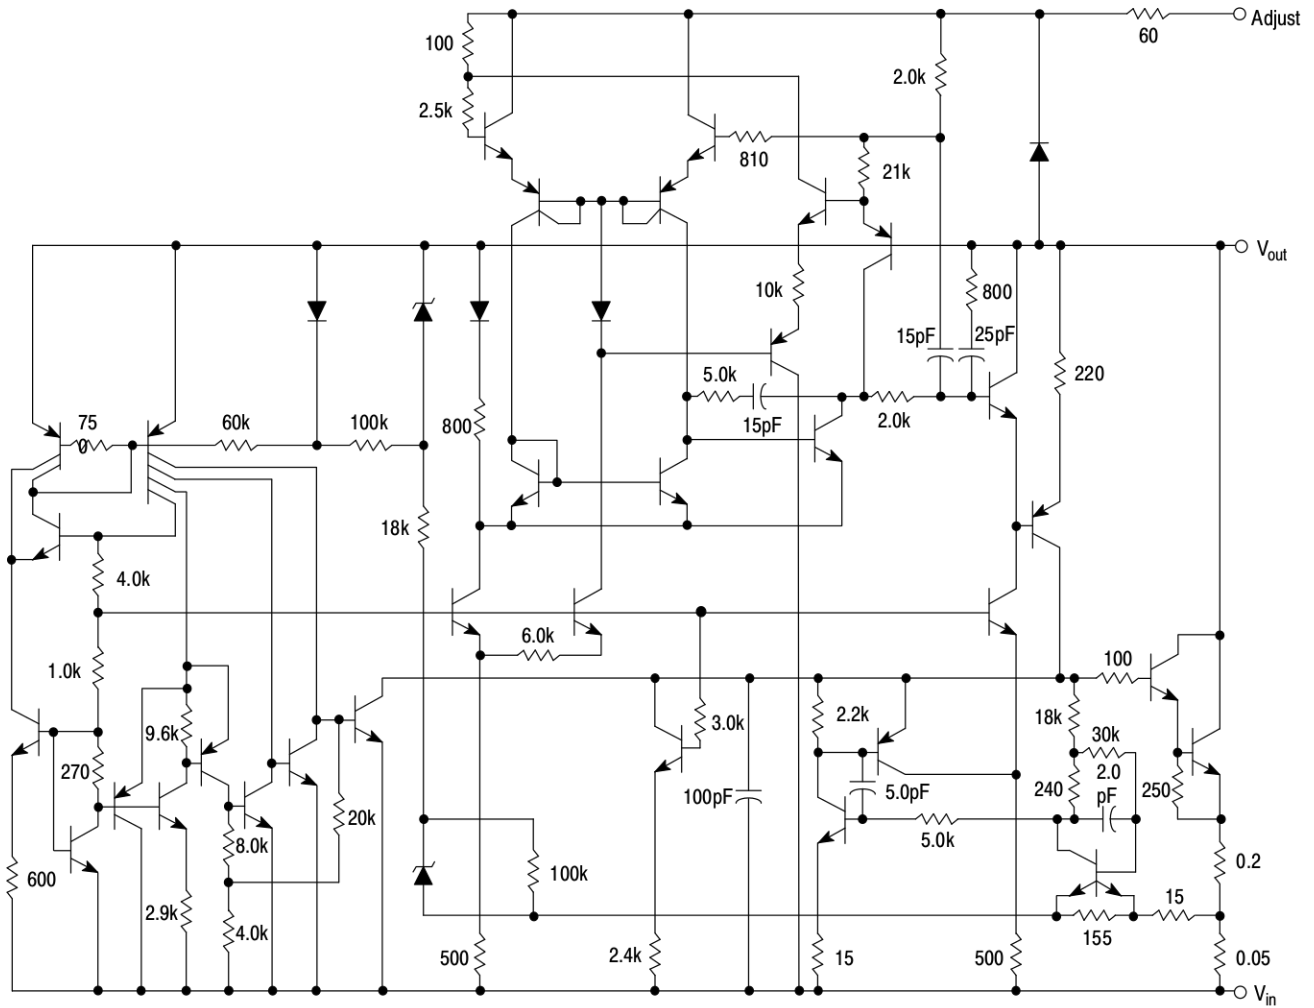 Adjust
60
100
2.0k
2.5k
810
21k
Vout
10k
800
15pF
25pF
5.0k
220
75
0
60k
100k
800
15pF
2.0k
18k
4.0k
6.0k
1.0k
100
3.0k
2.2k
18k
9.6k
30k
270
2.0
pF
240
250
100pF
5.0pF
20k
5.0k
8.0k
0.2
600
100k
15
2.9k
4.0k
155
500
2.4k
15
500
0.05
Vin